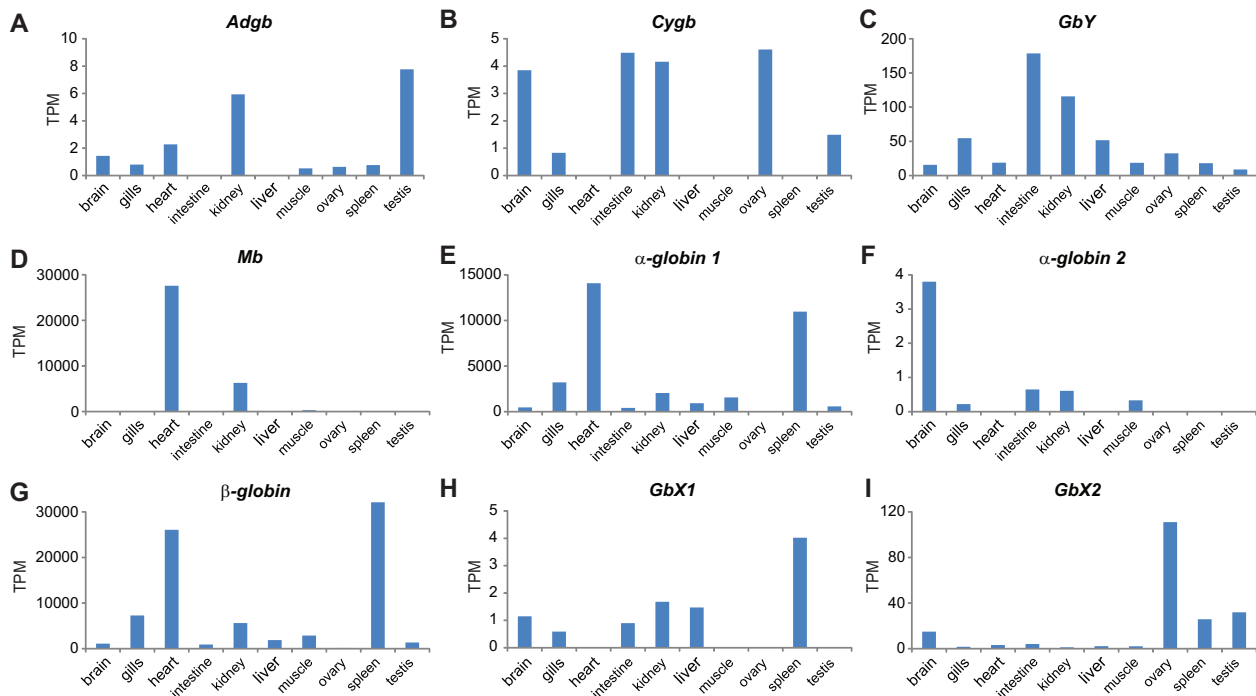 A
Adgb
TPM
10
8
6
4
2
0
brain gills heart intestine kidney liver muscle ovary spleen testis
B
Cygb
TPM
5
4
3
2
1
0
brain gills heart intestine kidney liver muscle ovary spleen testis
C
GbY
TPM
200
150
100
50
0
brain gills heart intestine kidney liver muscle ovary spleen testis
D
Mb
TPM
30000
20000
10000
0
brain gills heart intestine kidney liver muscle ovary spleen testis
E
α-globin 1
TPM
15000
10000
5000
0
brain gills heart intestine kidney liver muscle ovary spleen testis
F
α-globin 2
TPM
4
3
2
1
0
brain gills heart intestine kidney liver muscle ovary spleen testis
G
β-globin
TPM
30000
20000
10000
0
brain gills heart intestine kidney liver muscle ovary spleen testis
H
GbX1
TPM
5
4
3
2
1
0
brain gills heart intestine kidney liver muscle ovary spleen testis
I
GbX2
TPM
120
80
40
0
brain gills heart intestine kidney liver muscle ovary spleen testis